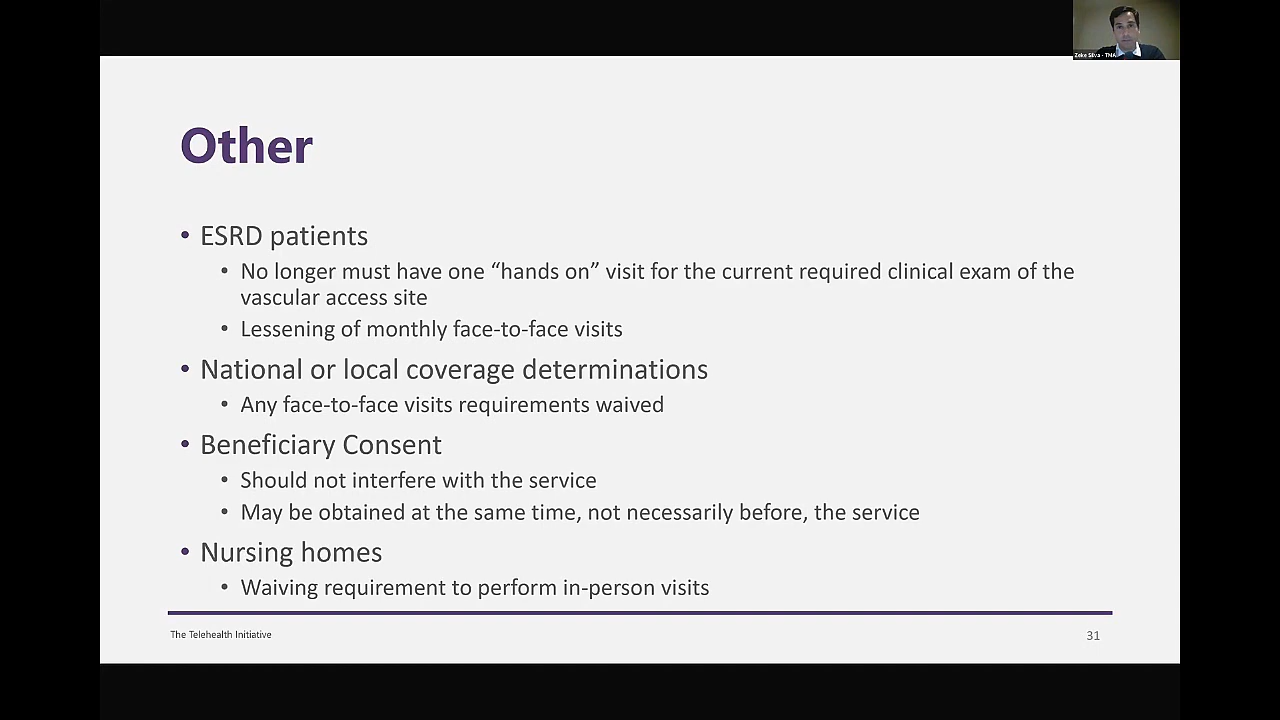 Zeke Silva - TMA
Other
• ESRD patients
• No longer must have one “hands on” visit for the current required clinical exam of the
vascular access site
• Lessening of monthly face-to-face visits
• National or local coverage determinations
• Any face-to-face visits requirements waived
• Beneficiary Consent
• Should not interfere with the service
• May be obtained at the same time, not necessarily before, the service
• Nursing homes
• Waiving requirement to perform in-person visits
The Telehealth Initiative
31